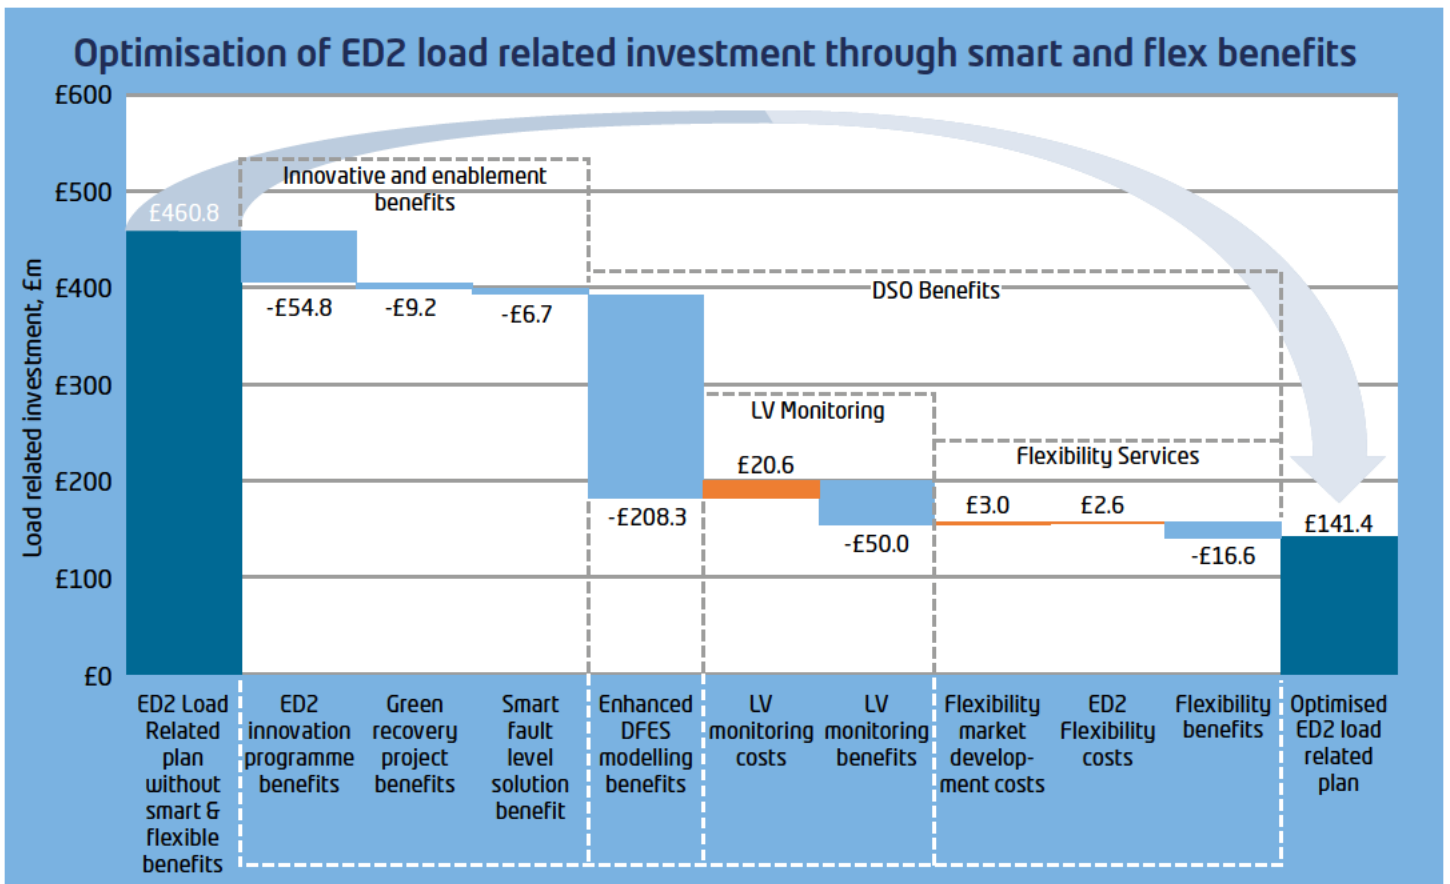 Optimisation of ED2 load related investment through smart and flex benefits
Load related investment, £m
£600
£500
£400
£300
£200
£100
£0
Innovative and enablement
benefits
DSO Benefits
LV Monitoring
Flexibility Services
£460.8
-£54.8
-£9.2
-£6.7
-£208.3
£20.6
-£50.0
£3.0
£2.6
-£16.6
£141.4
ED2 Load
Related
plan
without
smart &
flexible
benefits
ED2
innovation
programme
benefits
Green
recovery
project
benefits
Smart
fault
level
solution
benefit
Enhanced
DFES
modelling
benefits
LV
monitoring
costs
LV
monitoring
benefits
Flexibility
market
develop-
ment costs
ED2
Flexibility
costs
Flexibility
benefits
Optimised
ED2 load
related
plan